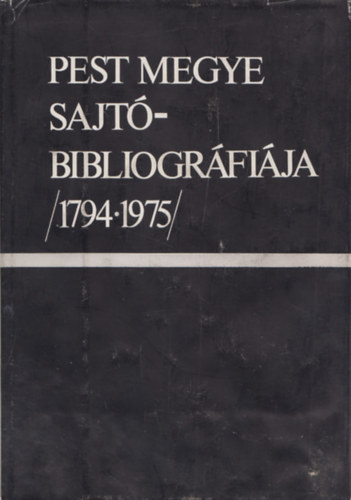 PEST MEGYE
SAJTÓ-
BIBLIOGRÁFIÁJA
/1794·1975/